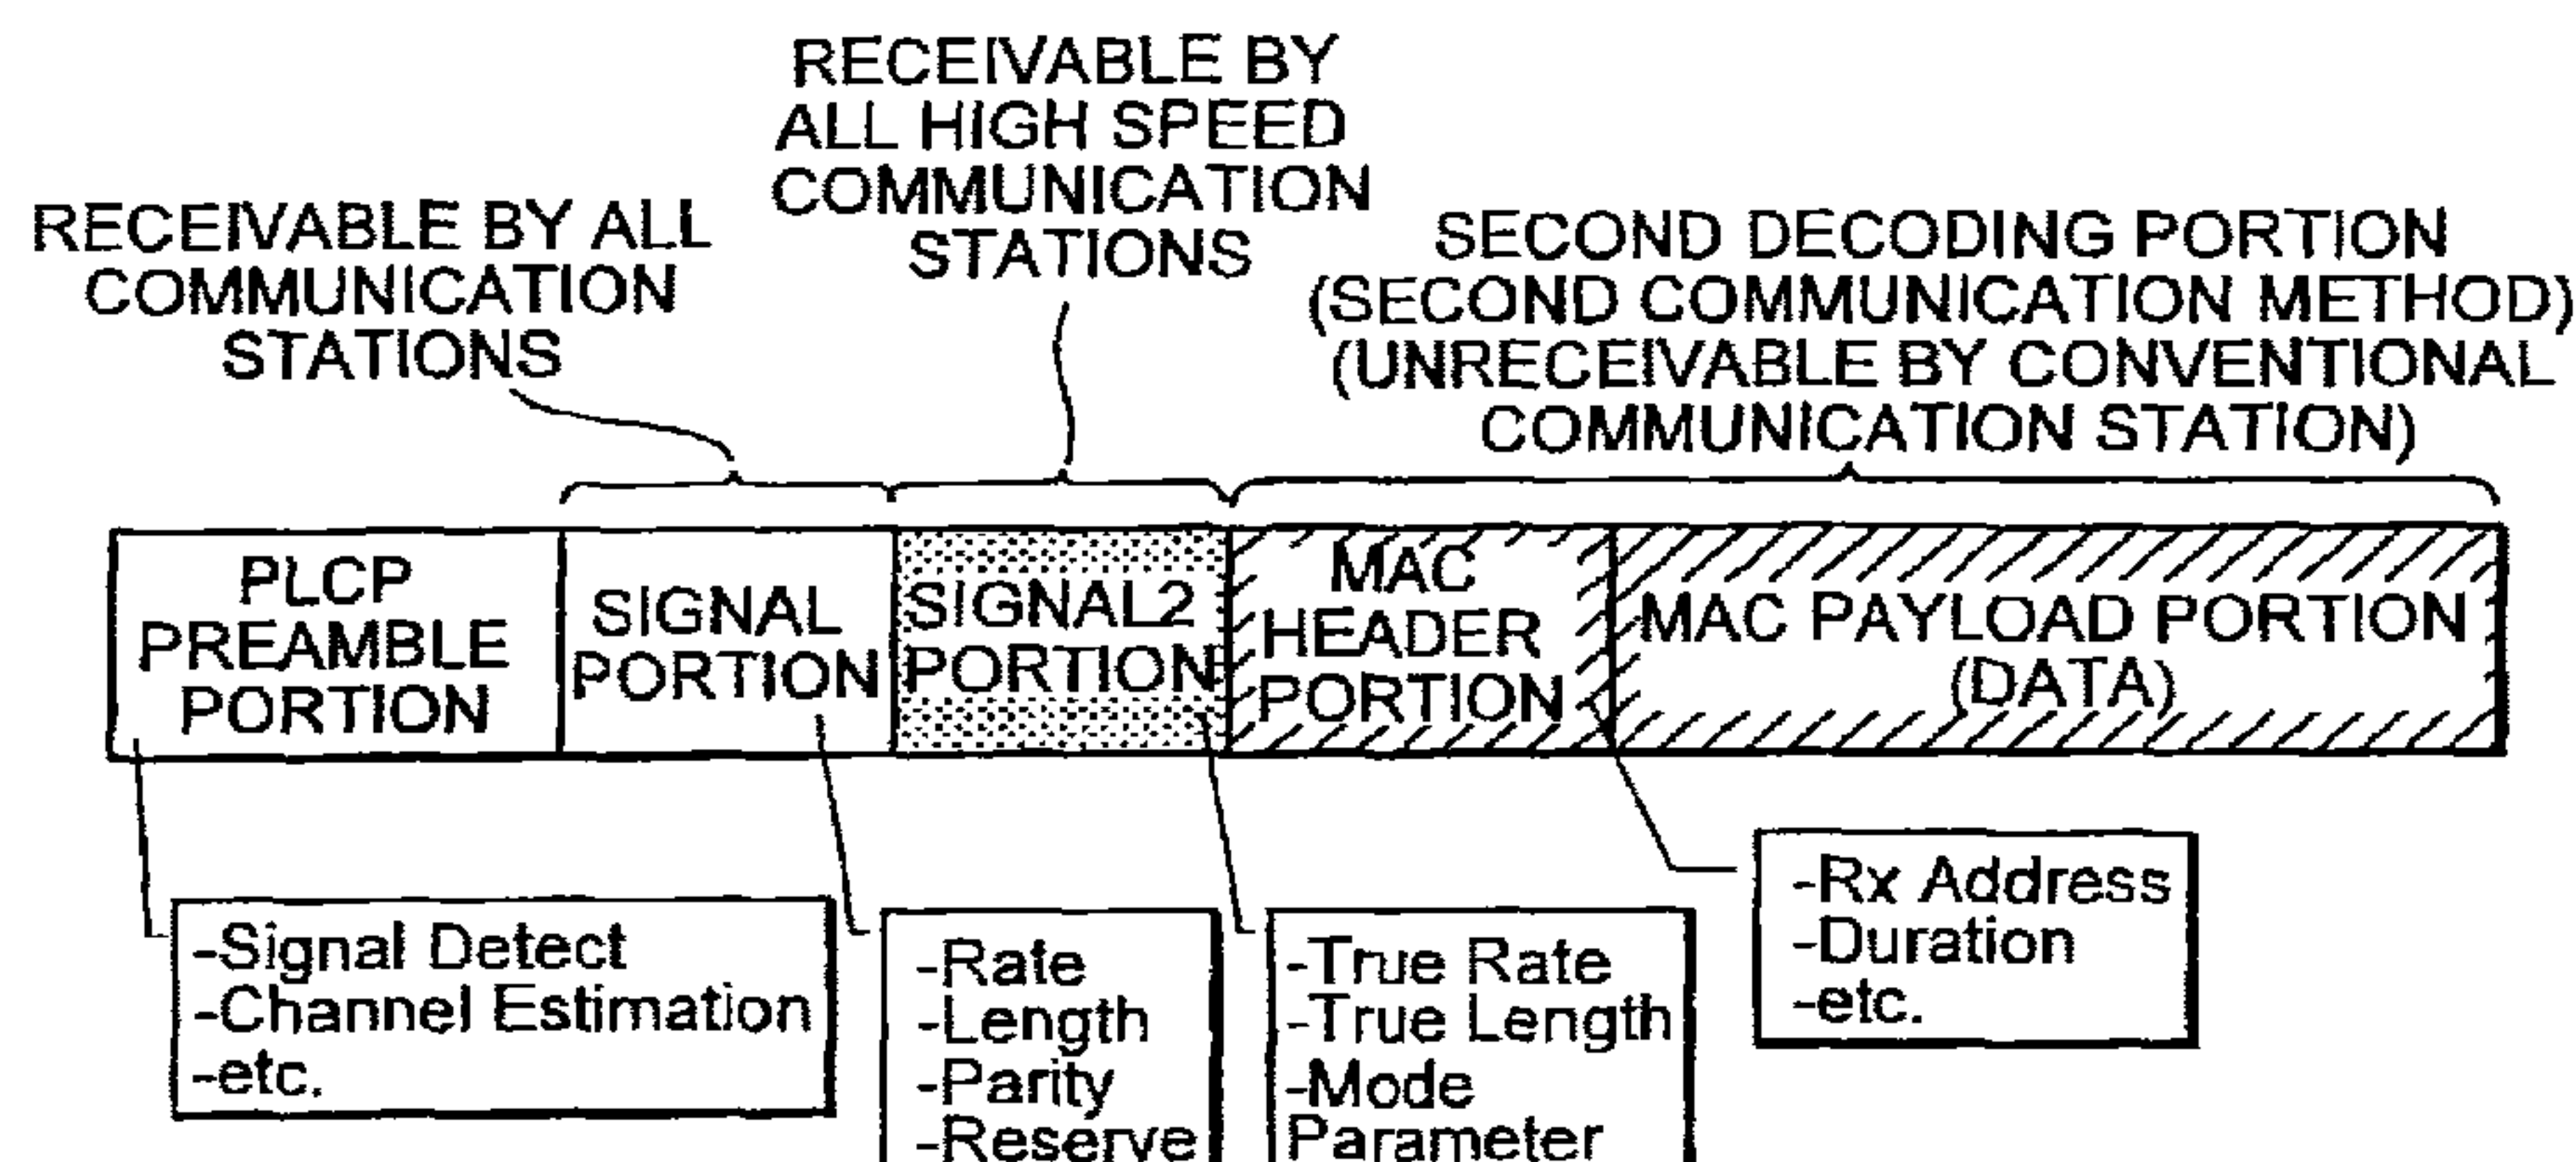 RECEIVABLE BY ALL
COMMUNICATION
STATIONS
RECEIVABLE BY
ALL HIGH SPEED
COMMUNICATION
STATIONS
SECOND DECODING PORTION
(SECOND COMMUNICATION METHOD)
(UNRECEIVABLE BY CONVENTIONAL
COMMUNICATION STATION)
PLCP
PREAMBLE
PORTION
SIGNAL
PORTION
SIGNAL2
PORTION
MAC
HEADER
PORTION
MAC PAYLOAD PORTION
(DATA)
-Signal Detect
-Channel Estimation
-etc.
-Rate
-Length
-Parity
-Reserve
-True Rate
-True Length
-Mode
Parameter
-Rx Address
-Duration
-etc.